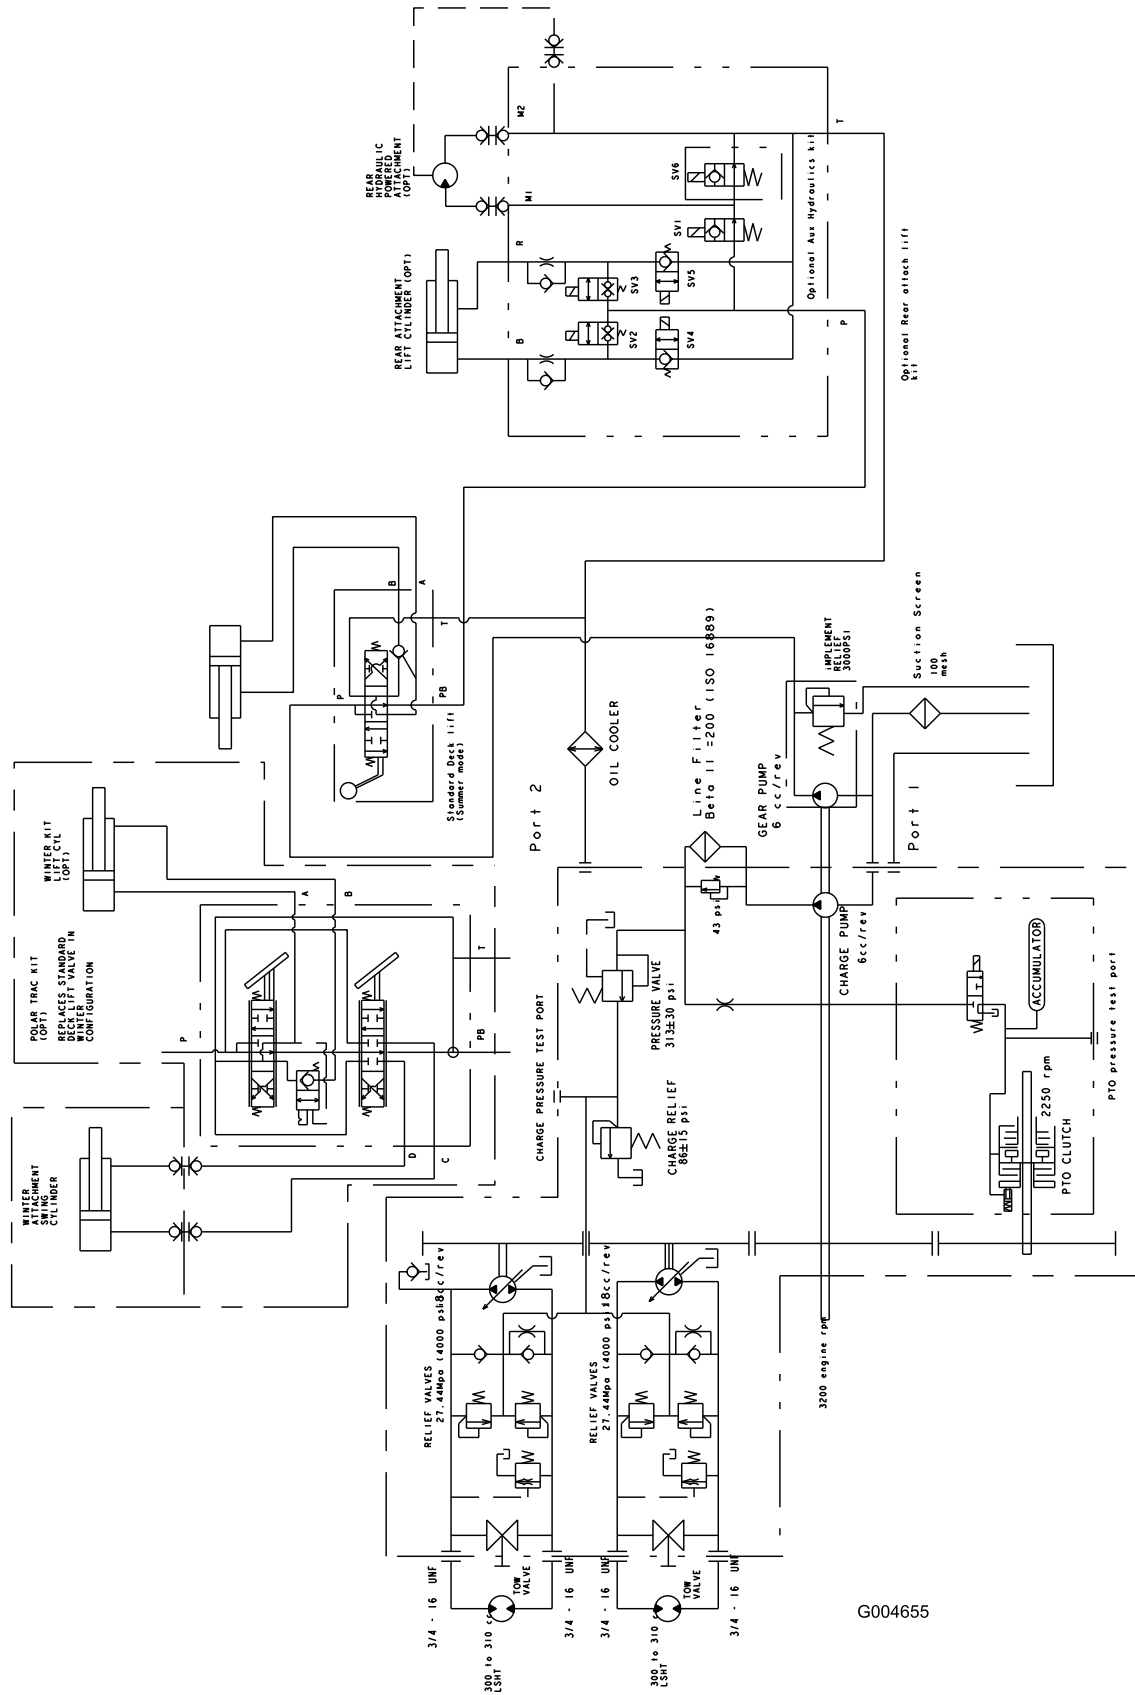 M2
T
REAR
HYDRAULIC
POWERED
ATTACHMENT
(OPT)
SV6
M1
SV1
Optional Aux Hydraulics kit
R
REAR ATTACHMENT
LIFT CYLINDER (OPT)
SV3
SV5
Optional Rear attach lift
kit
B
SV2
SV4
P
B
A
T
P
PB
Standard Deck lift
(Summer mode)
Suction Screen
100
mesh
IMPLEMENT
RELIEF
3000PSI
Line Filter
Beta 11 =200 (ISO 16889)
OIL COOLER
GEAR PUMP
6 cc/rev
Port 2
Port 1
WINTER KIT
LIFT CYL
(OPT)
A
B
43 psi
CHARGE PUMP
6cc/rev
POLAR TRAC KIT
(OPT)
REPLACES STANDARD
DECK LIFT VALVE IN
WINTER
CONFIGURATION
T
P
PB
PRESSURE VALVE
313±30 psi
ACCUMULATOR
PTO pressure test port
CHARGE PRESSURE TEST PORT
CHARGE RELIEF
86±15 psi
2250 rpm
PTO CLUTCH
D
C
WINTER
ATTACHMENT
SWING
CYLINDER
18cc/rev
RELIEF VALVES
27.44Mpa (4000 psi)
18cc/rev
RELIEF VALVES
27.44Mpa (4000 psi)
3200 engine rpm
3/4 - 16 UNF
TOW
VALVE
3/4 - 16 UNF
3/4 - 16 UNF
TOW
VALVE
3/4 - 16 UNF
300 to 310 cc
LSHT
300 to 310 c
LSHT
G004655